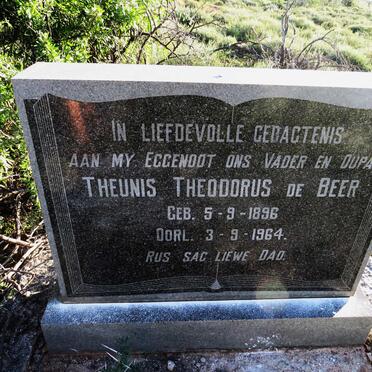 IN LIEFDEVOLLE GEDAGTENIS
AAN MY EGGENOOT ONS VADER EN OUPA
THEUNIS THEODORUS DE BEER
GEB. 5-9-1896
OORL. 3-9-1964.
RUS SAG LIEWE DAD.